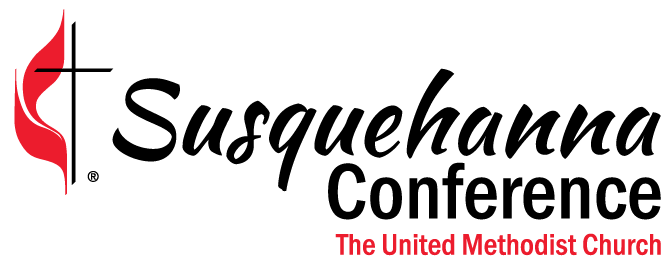 Susquehanna
®
Conference
The United Methodist Church